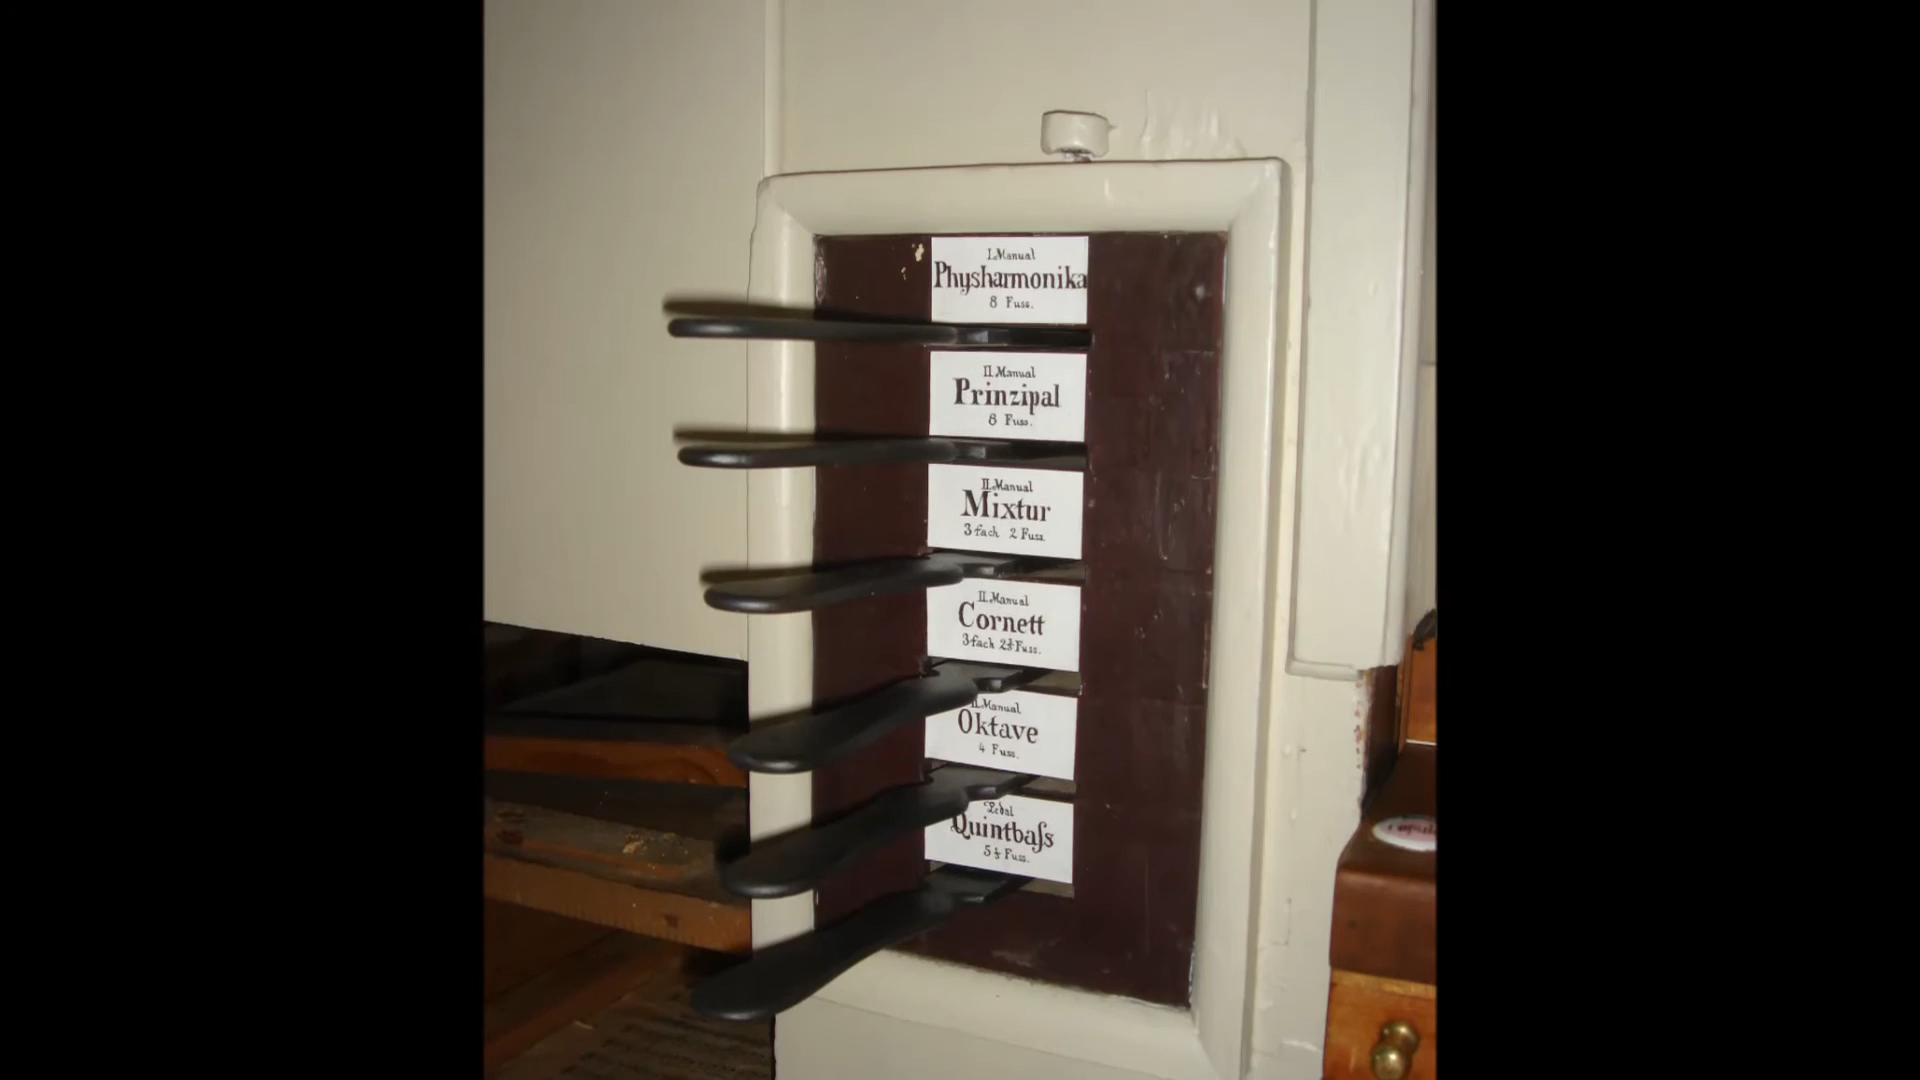 I. Manual
Physharmonika
8 Fuss.
II. Manual
Prinzipal
8 Fuss.
II. Manual
Mixtur
3 fach 2 Fuss.
II. Manual
Cornett
3 fach 2⅔ Fuss.
II. Manual
Oktave
4 Fuss.
Pedal
Quintbaſs
5⅓ Fuss.